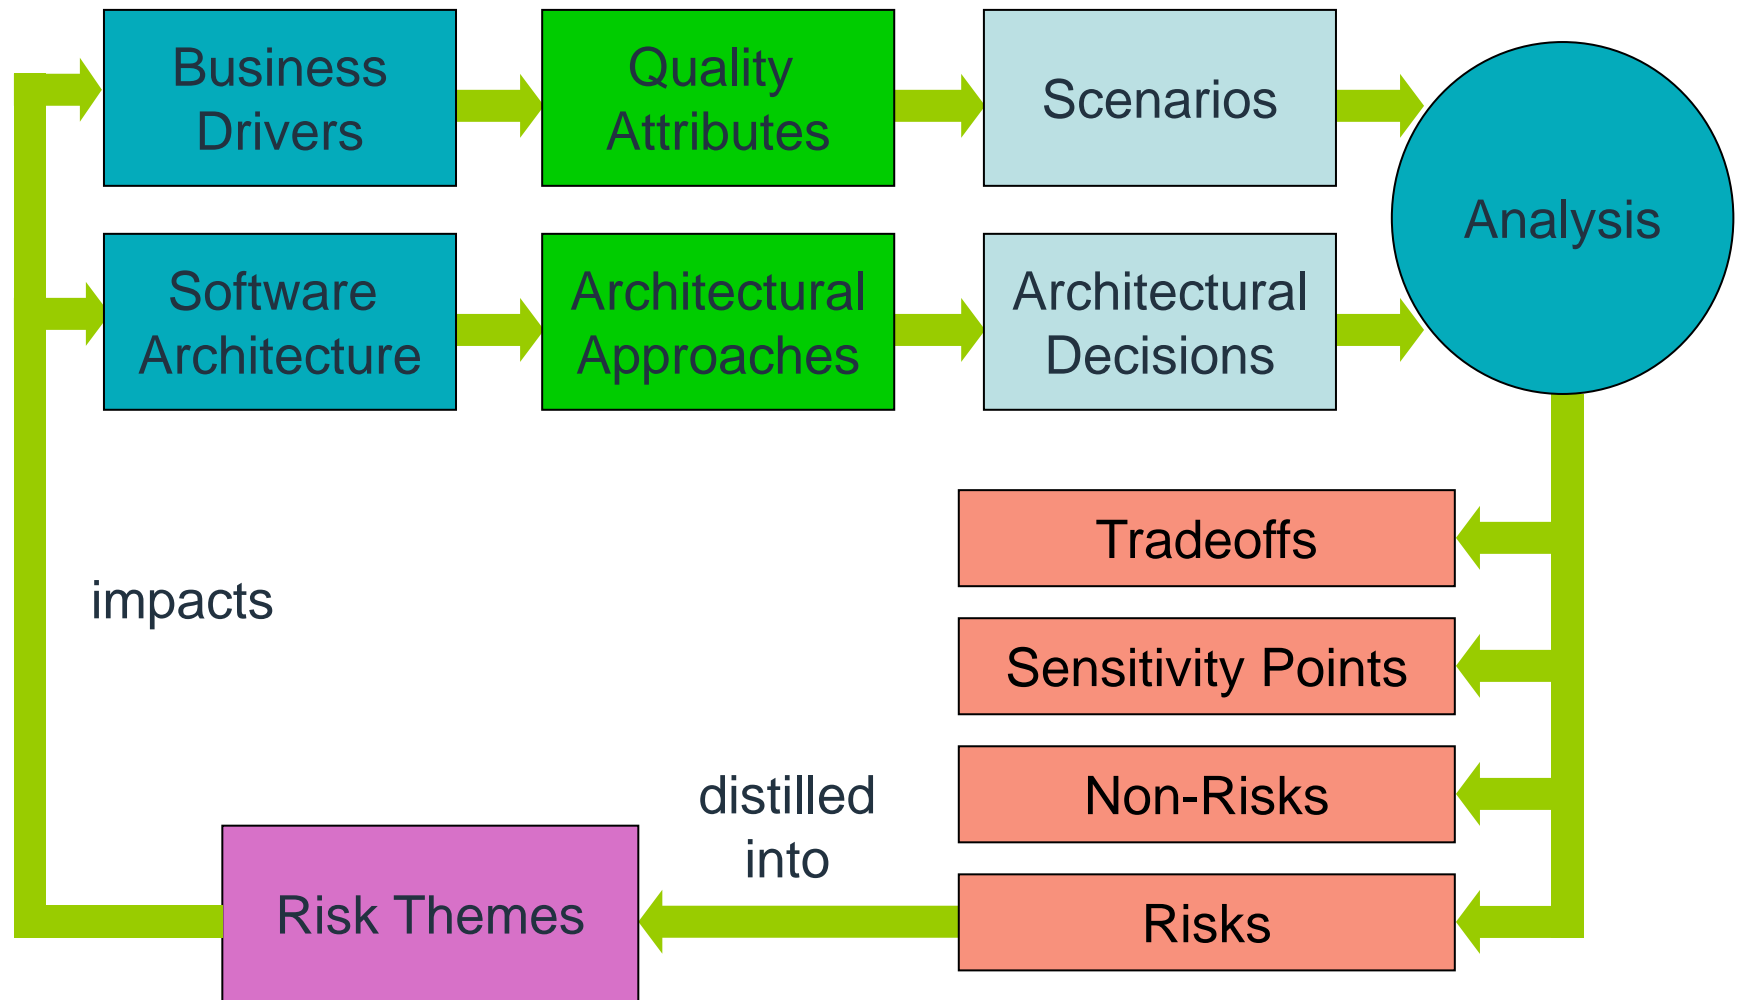 Business
Drivers
Quality
Attributes
Scenarios
Analysis
Software
Architecture
Architectural
Approaches
Architectural
Decisions
Tradeoffs
impacts
Sensitivity Points
Non-Risks
distilled
into
Risk Themes
Risks